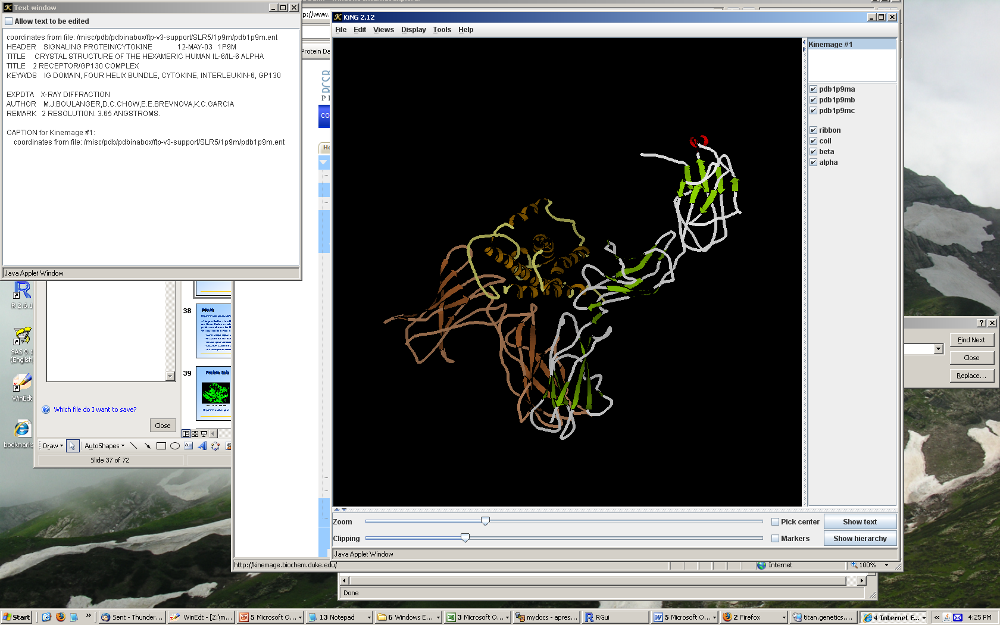 Text window
Allow text to be edited
coordinates from file: /misc/pdb/pdbinabox/ftp-v3-support/SLR5/1p9m/pdb1p9m.ent
HEADER SIGNALING PROTEIN/CYTOKINE 12-MAY-03 1P9M
TITLE CRYSTAL STRUCTURE OF THE HEXAMERIC HUMAN IL-6/IL-6 ALPHA
TITLE 2 RECEPTOR/GP130 COMPLEX
KEYWDS IG DOMAIN, FOUR HELIX BUNDLE, CYTOKINE, INTERLEUKIN-6, GP130
EXPDTA X-RAY DIFFRACTION
AUTHOR M.J.BOULANGER,D.C.CHOW,E.E.BREVNOVA,K.C.GARCIA
REMARK 2 RESOLUTION. 3.65 ANGSTROMS.
CAPTION for Kinemage #1:
coordinates from file: /misc/pdb/pdbinabox/ftp-v3-support/SLR5/1p9m/pdb1p9m.ent
Java Applet Window
p://www.
Protein Da
CO
Ho
KiNG 2.12
File Edit Views Display Tools Help
Kinemage #1
pdb1p9ma
pdb1p9mb
pdb1p9mc
ribbon
coil
beta
alpha
Zoom
Pick center
Show text
Clipping
Markers
Show hierarchy
Java Applet Window
http://kinemage.biochem.duke.edu/
Internet
100%
Done
Find Next
Close
Replace...
R 2.6.1
SAS 9.1
(English
WinEdt
bookmarks
38
39
Which file do I want to save?
Close
Draw
AutoShapes
Slide 37 of 72
Start
Sent - Thunder...
WinEdt - [Z:\m...
5 Microsoft O...
13 Notepad
6 Windows E...
3 Microsoft O...
mydocs - apres...
RGui
5 Microsoft O...
2 Firefox
titan.genetics....
4 Internet E...
4:25 PM